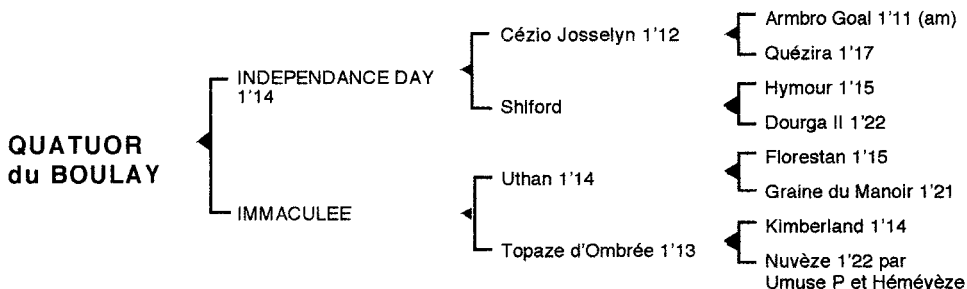 QUATUOR
du BOULAY
INDEPENDANCE DAY
1'14
IMMACULEE
Cézio Josselyn 1'12
Shiford
Uthan 1'14
Topaze d'Ombrée 1'13
Armbro Goal 1'11 (am)
Quézira 1'17
Hymour 1'15
Dourga II 1'22
Florestan 1'15
Graine du Manoir 1'21
Kimberland 1'14
Nuvèze 1'22 par
Umuse P et Hémévèze